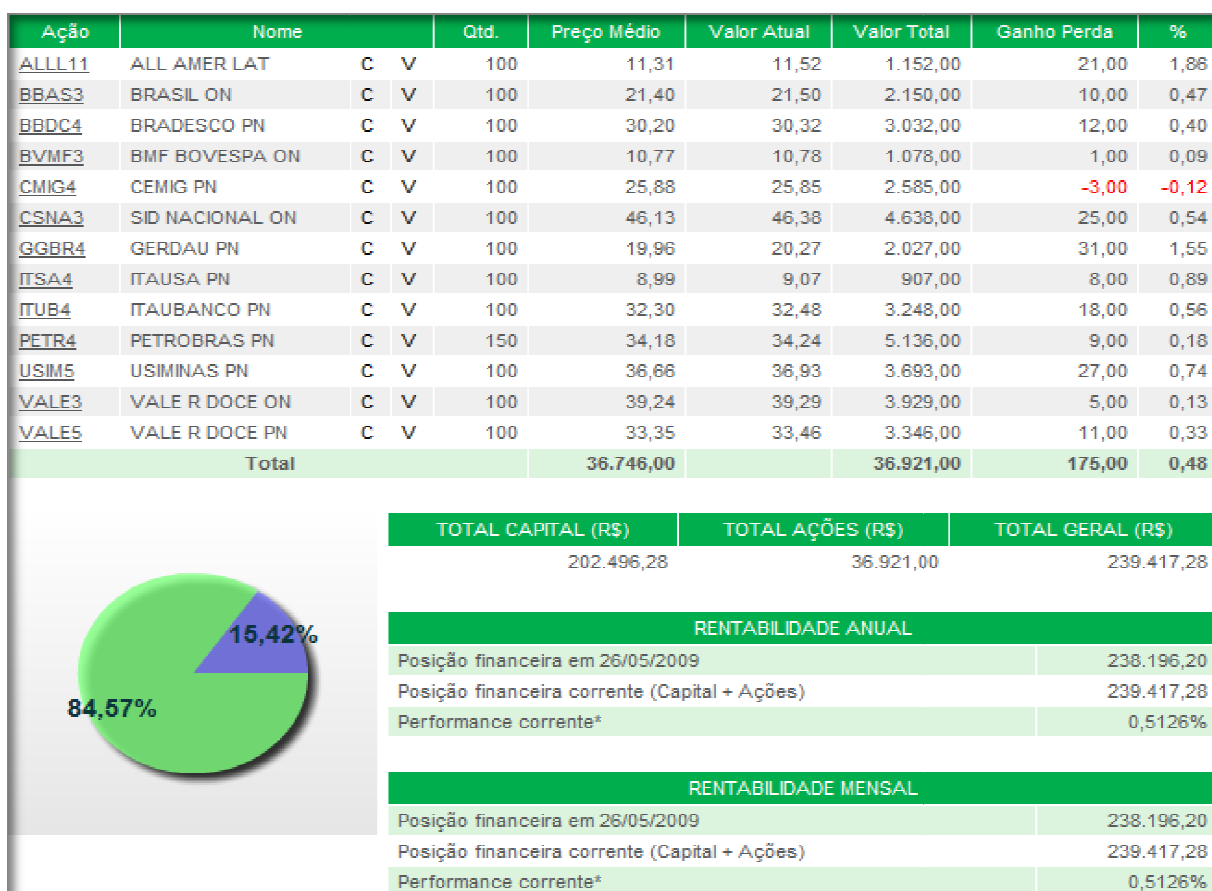 Ação Nome Qtd. Preço Médio Valor Atual Valor Total Ganho Perda %
ALLL11 ALL AMER LAT C V 100 11,31 11,52 1.152,00 21,00 1,86
BBAS3 BRASIL ON C V 100 21,40 21,50 2.150,00 10,00 0,47
BBDC4 BRADESCO PN C V 100 30,20 30,32 3.032,00 12,00 0,40
BVMF3 BMF BOVESPA ON C V 100 10,77 10,78 1.078,00 1,00 0,09
CMIG4 CEMIG PN C V 100 25,88 25,85 2.585,00 -3,00 -0,12
CSNA3 SID NACIONAL ON C V 100 46,13 46,38 4.638,00 25,00 0,54
GGBR4 GERDAU PN C V 100 19,96 20,27 2.027,00 31,00 1,55
ITSA4 ITAUSA PN C V 100 8,99 9,07 907,00 8,00 0,89
ITUB4 ITAUBANCO PN C V 100 32,30 32,48 3.248,00 18,00 0,56
PETR4 PETROBRAS PN C V 150 34,18 34,24 5.136,00 9,00 0,18
USIM5 USIMINAS PN C V 100 36,66 36,93 3.693,00 27,00 0,74
VALE3 VALE R DOCE ON C V 100 39,24 39,29 3.929,00 5,00 0,13
VALE5 VALE R DOCE PN C V 100 33,35 33,46 3.346,00 11,00 0,33
Total 36.746,00 36.921,00 175,00 0,48
TOTAL CAPITAL (R$) TOTAL AÇÕES (R$) TOTAL GERAL (R$)
202.496,28 36.921,00 239.417,28
15,42%
84,57%
RENTABILIDADE ANUAL
Posição financeira em 26/05/2009 238.196,20
Posição financeira corrente (Capital + Ações) 239.417,28
Performance corrente* 0,5126%
RENTABILIDADE MENSAL
Posição financeira em 26/05/2009 238.196,20
Posição financeira corrente (Capital + Ações) 239.417,28
Performance corrente* 0,5126%